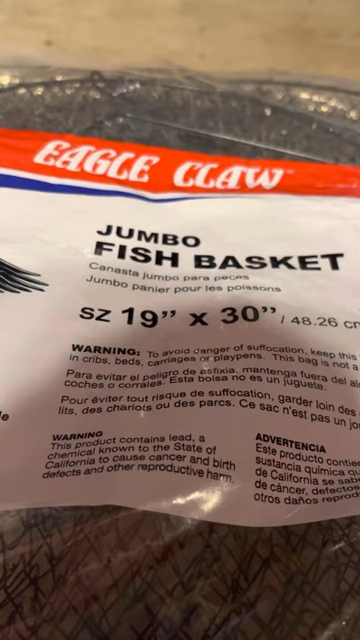 EAGLE CLAW
JUMBO
FISH BASKET
Canasta jumbo para peces
Jumbo panier pour les poissons
SZ 19" x 30" / 48.26 cm
WARNING: To avoid danger of suffocation, keep this
in cribs, beds, carriages or playpens. This bag is not a
Para evitar el peligro de asfixia, mantenga fuera del
coches o corrales. Esta bolsa no es un juguete.
Pour éviter tout risque de suffocation, garder loin des
lits, des chariots ou des parcs. Ce sac n'est pas un
WARNING
This product contains lead, a
chemical known to the State of
California to cause cancer and birth
defects and other reproductive harm.
ADVERTENCIA
Este producto
sustancia química
de California se
de cáncer, defectos
otros daños